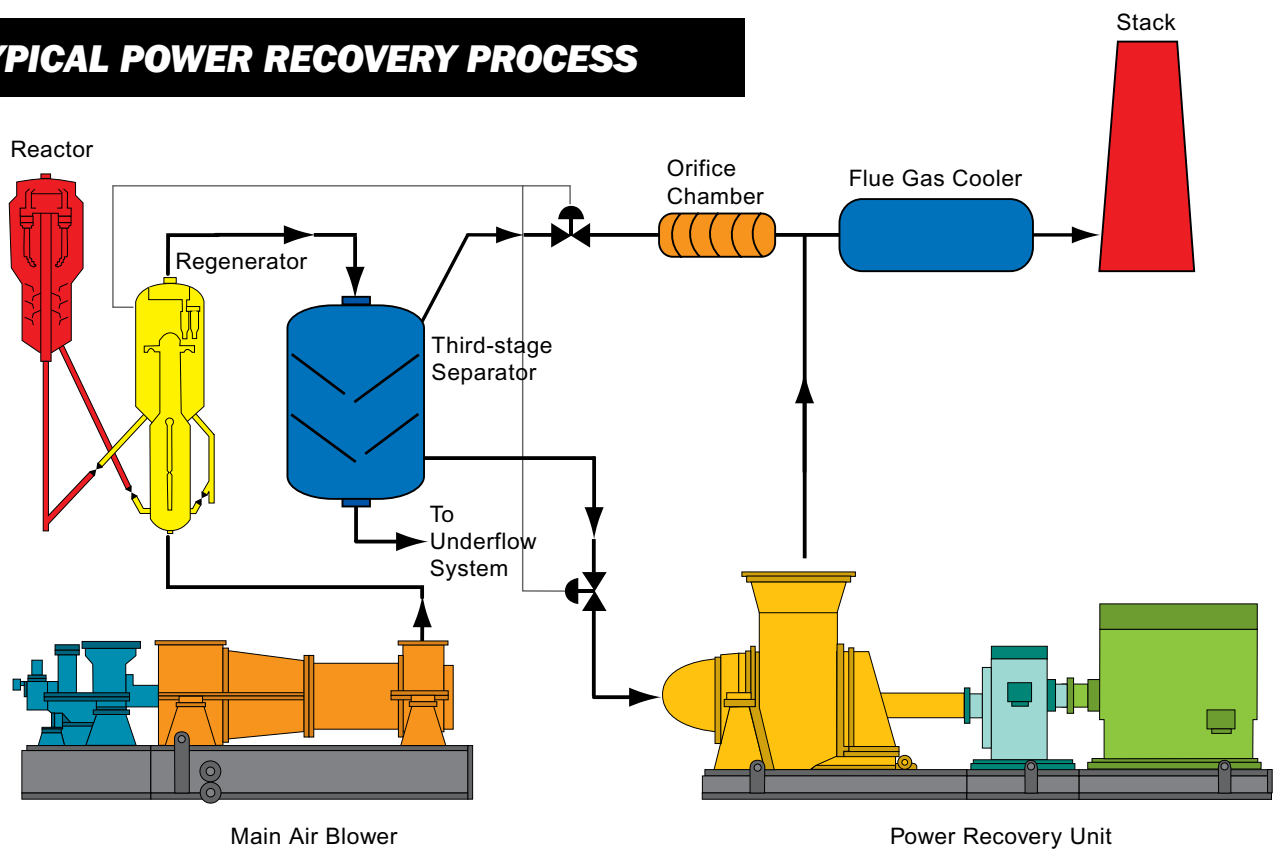 YPICAL POWER RECOVERY PROCESS
Stack
Reactor
Orifice
Chamber
Flue Gas Cooler
Regenerator
Third-stage
Separator
To
Underflow
System
Main Air Blower
Power Recovery Unit